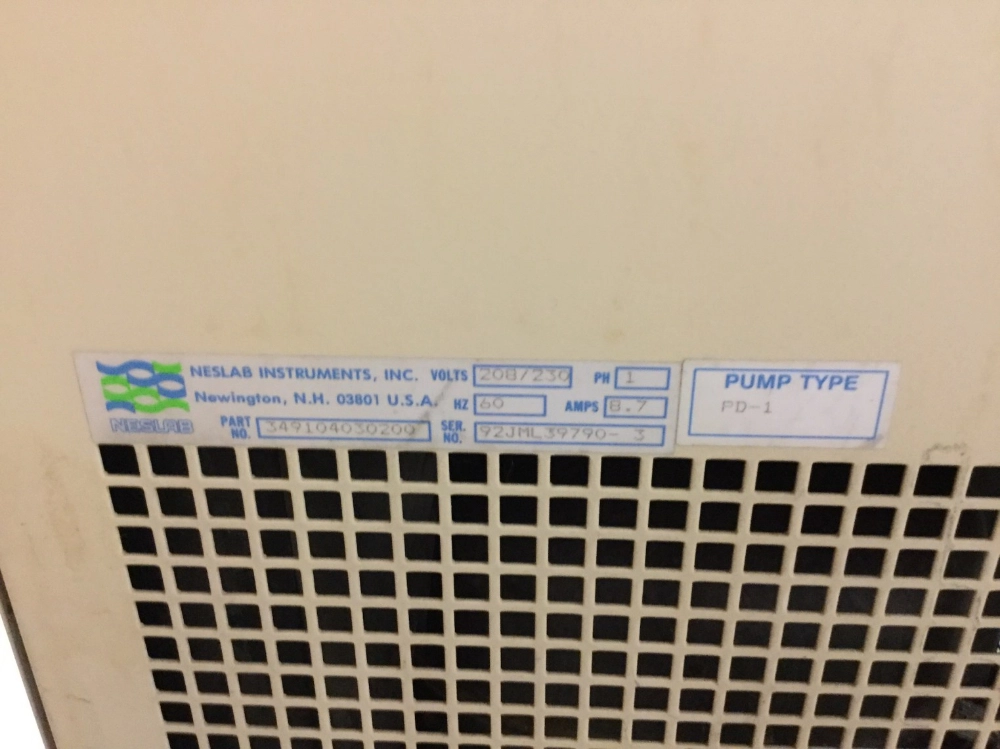 NESLAB INSTRUMENTS, INC. VOLTS 208/230 PH 1
Newington, N.H. 03801 U.S.A. HZ 60 AMPS 8.7
NESLAB PART NO. 349104030200 SER. NO. 92JML39790- 3
PUMP TYPE
PD-1